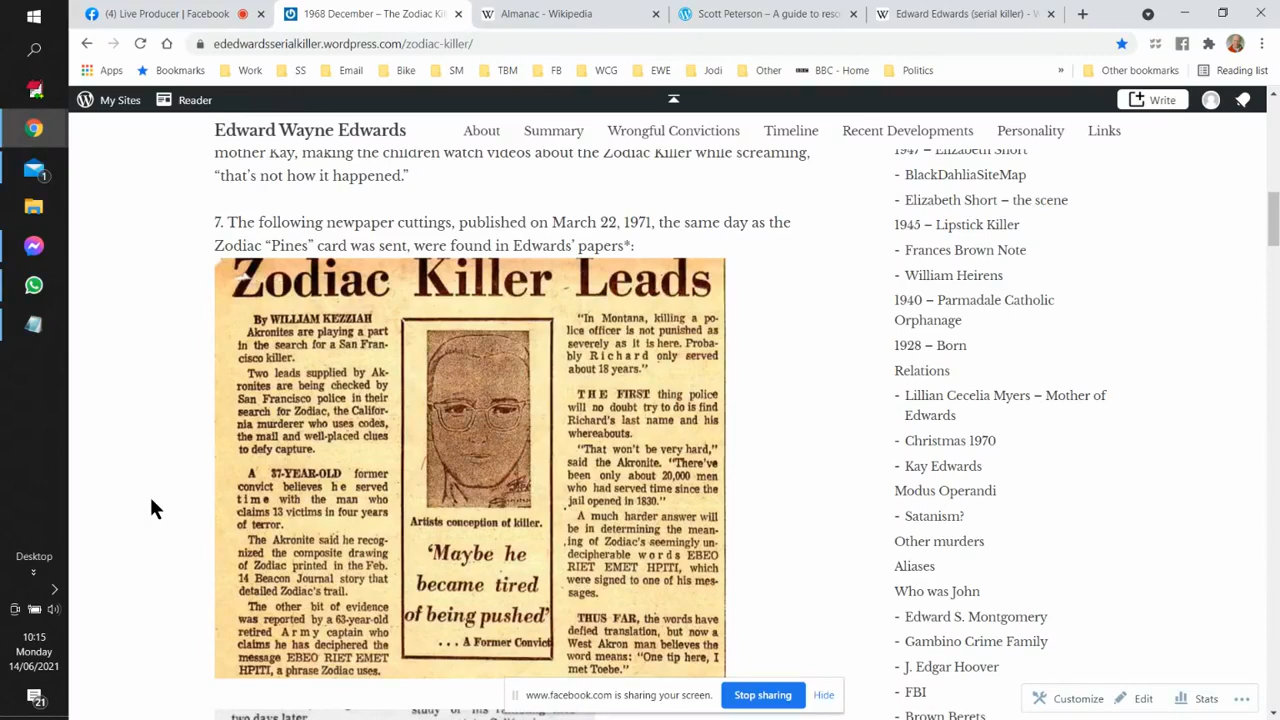 (4) Live Producer | Facebook
1968 December – The Zodiac Kil
Almanac - Wikipedia
Scott Peterson – A guide to reso
Edward Edwards (serial killer) - W
ededwardsserialkiller.wordpress.com/zodiac-killer/
Apps
Bookmarks
Work
SS
Email
Bike
SM
TBM
FB
WCG
EWE
Jodi
Other
BBC - Home
Politics
»
Other bookmarks
Reading list
My Sites
Reader
Write
Edward Wayne Edwards
About
Summary
Wrongful Convictions
Timeline
Recent Developments
Personality
Links
mother Kay, making the children watch videos about the Zodiac Killer while screaming,
“that’s not how it happened.”
7. The following newpaper cuttings, published on March 22, 1971, the same day as the
Zodiac “Pines” card was sent, were found in Edwards’ papers*:
Zodiac Killer Leads
By WILLIAM KEZZIAH
Akronites are playing a part
in the search for a San Fran-
cisco killer.
Two leads supplied by Ak-
ronites are being checked by
San Francisco police in their
search for Zodiac, the Califor-
nia murderer who uses codes,
the mail and well-placed clues
to defy capture.
A 37-YEAR-OLD former
convict believes he served
time with the man who
claims 13 victims in four years
of terror.
The Akronite said he recog-
nized the composite drawing
of Zodiac printed in the Feb.
14 Beacon Journal story that
detailed Zodiac's trail.
The other bit of evidence
was reported by a 63-year-old
retired Army captain who
claims he has deciphered the
message EBEO RIET EMET
HPITI, a phrase Zodiac uses.
Artists conception of killer.
‘Maybe he
became tired
of being pushed’
. . . A Former Convict
“In Montana, killing a po-
lice officer is not punished as
severely as it is here. Proba-
bly Richard only served
about 18 years.”
THE FIRST thing police
will no doubt try to do is find
Richard's last name and his
whereabouts.
“That won't be very hard,”
said the Akronite. “There've
been only about 20,000 men
who had served time since the
jail opened in 1830.”
A much harder answer will
be in determining the mean-
ing of Zodiac's seemingly un-
decipherable words EBEO
RIET EMET HPITI, which
were signed to one of his mes-
sages.
THUS FAR, the words have
defied translation, but now a
West Akron man believes the
word means: “One tip here, I
met Toebe.”
two days later
study of his
1947 – Elizabeth Short
- BlackDahliaSiteMap
- Elizabeth Short – the scene
1945 – Lipstick Killer
- Frances Brown Note
- William Heirens
1940 – Parmadale Catholic
Orphanage
1928 – Born
Relations
- Lillian Cecelia Myers – Mother of
Edwards
- Christmas 1970
- Kay Edwards
Modus Operandi
- Satanism?
Other murders
Aliases
Who was John
- Edward S. Montgomery
- Gambino Crime Family
- J. Edgar Hoover
- FBI
- Brown Berets
Customize
Edit
Stats
www.facebook.com is sharing your screen.
Stop sharing
Hide
1
Desktop
10:15
Monday
14/06/2021
21